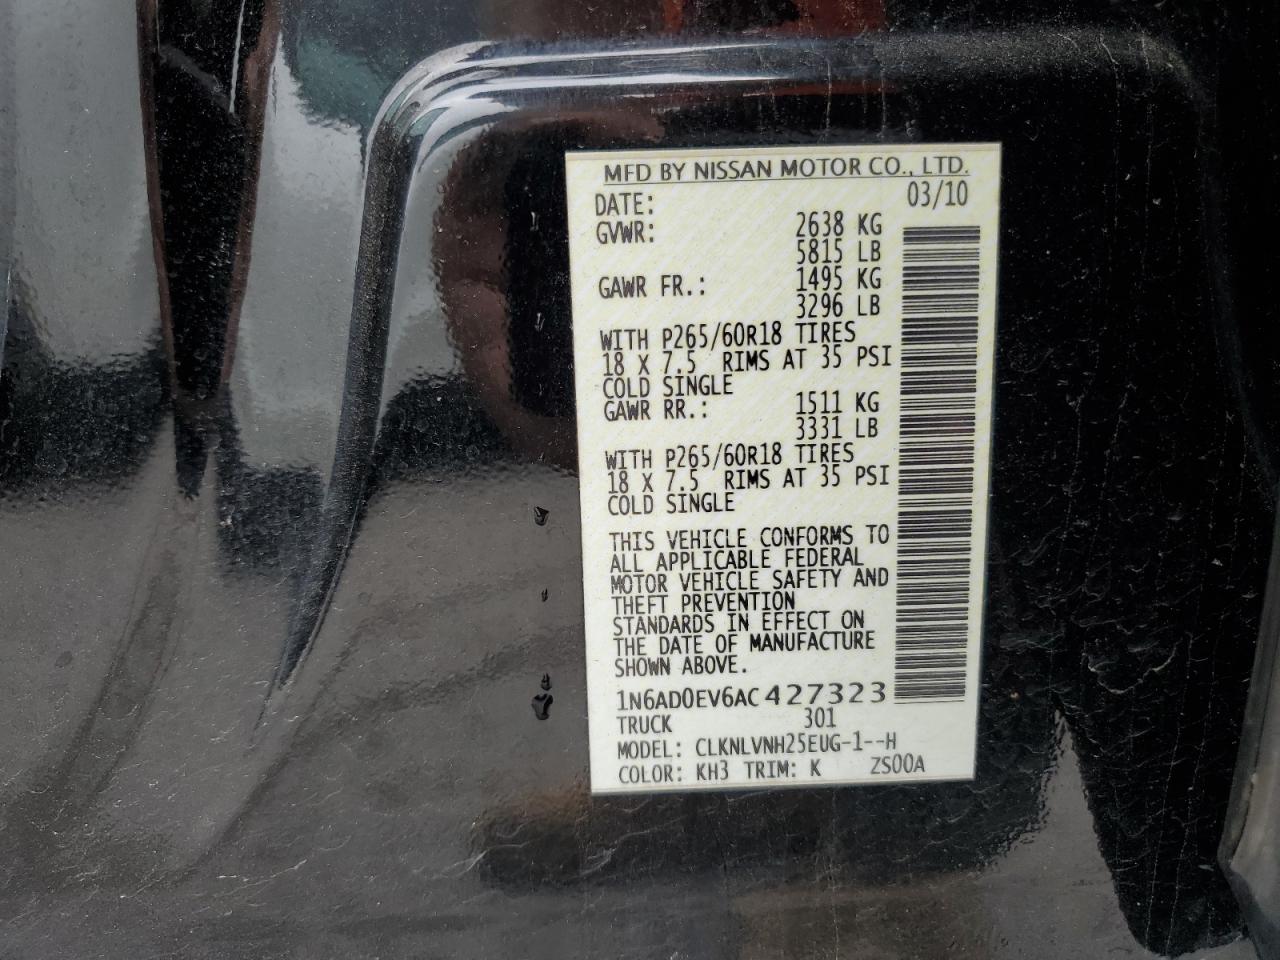 MFD BY NISSAN MOTOR CO., LTD.
DATE: 03/10
GVWR: 2638 KG
5815 LB
GAWR FR.: 1495 KG
3296 LB
WITH P265/60R18 TIRES
18 X 7.5 RIMS AT 35 PSI
COLD SINGLE
GAWR RR.: 1511 KG
3331 LB
WITH P265/60R18 TIRES
18 X 7.5 RIMS AT 35 PSI
COLD SINGLE
THIS VEHICLE CONFORMS TO
ALL APPLICABLE FEDERAL
MOTOR VEHICLE SAFETY AND
THEFT PREVENTION
STANDARDS IN EFFECT ON
THE DATE OF MANUFACTURE
SHOWN ABOVE.
1N6AD0EV6AC427323
TRUCK 301
MODEL: CLKNLVNH25EUG-1--H
COLOR: KH3 TRIM: K ZS00A